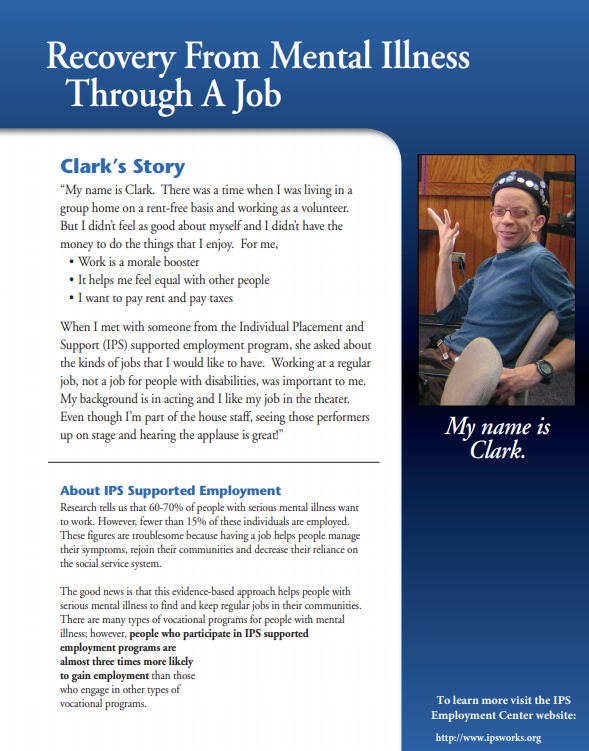 Recovery From Mental Illness
Through A Job
Clark's Story
“My name is Clark.  There was a time when I was living in a
group home on a rent-free basis and working as a volunteer.
But I didn't feel as good about myself and I didn't have the
money to do the things that I enjoy.  For me,
• Work is a morale booster
• It helps me feel equal with other people
• I want to pay rent and pay taxes
When I met with someone from the Individual Placement and
Support (IPS) supported employment program, she asked about
the kinds of jobs that I would like to have.  Working at a regular
job, not a job for people with disabilities, was important to me.
My background is in acting and I like my job in the theater.
Even though I'm part of the house staff, seeing those performers
up on stage and hearing the applause is great!”
My name is
Clark.
About IPS Supported Employment
Research tells us that 60-70% of people with serious mental illness want
to work. However, fewer than 15% of these individuals are employed.
These figures are troublesome because having a job helps people manage
their symptoms, rejoin their communities and decrease their reliance on
the social service system.
The good news is that this evidence-based approach helps people with
serious mental illness to find and keep regular jobs in their communities.
There are many types of vocational programs for people with mental
illness; however, people who participate in IPS supported
employment programs are
almost three times more likely
to gain employment than those
who engage in other types of
vocational programs.
To learn more visit the IPS
Employment Center website:
http://www.ipsworks.org